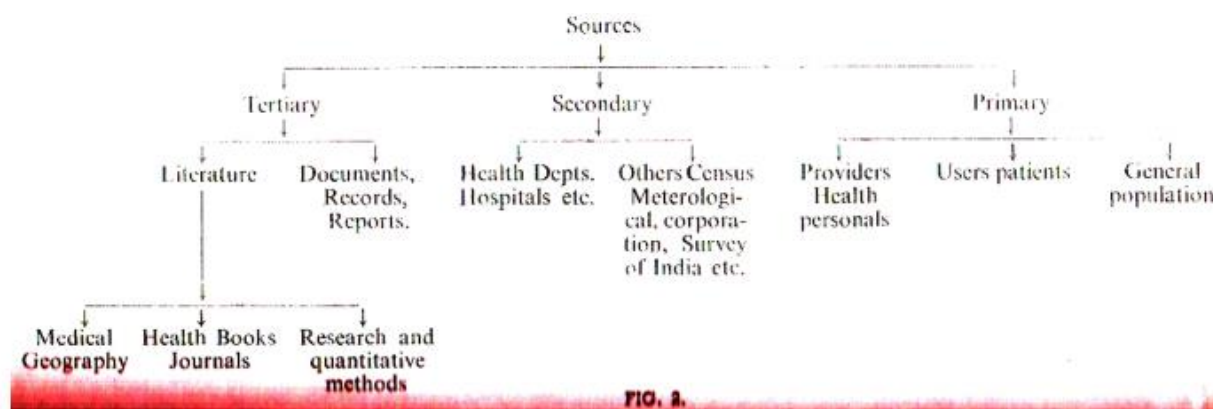 Sources
Tertiary
Secondary
Primary
Literature
Documents,
Records,
Reports.
Health Depts.
Hospitals etc.
Others Census
Meterologi-
cal, corpora-
tion, Survey
of India etc.
Providers
Health
personals
Users patients
General
population
Medical
Geography
Health Books
Journals
Research and
quantitative
methods
FIG. 2.